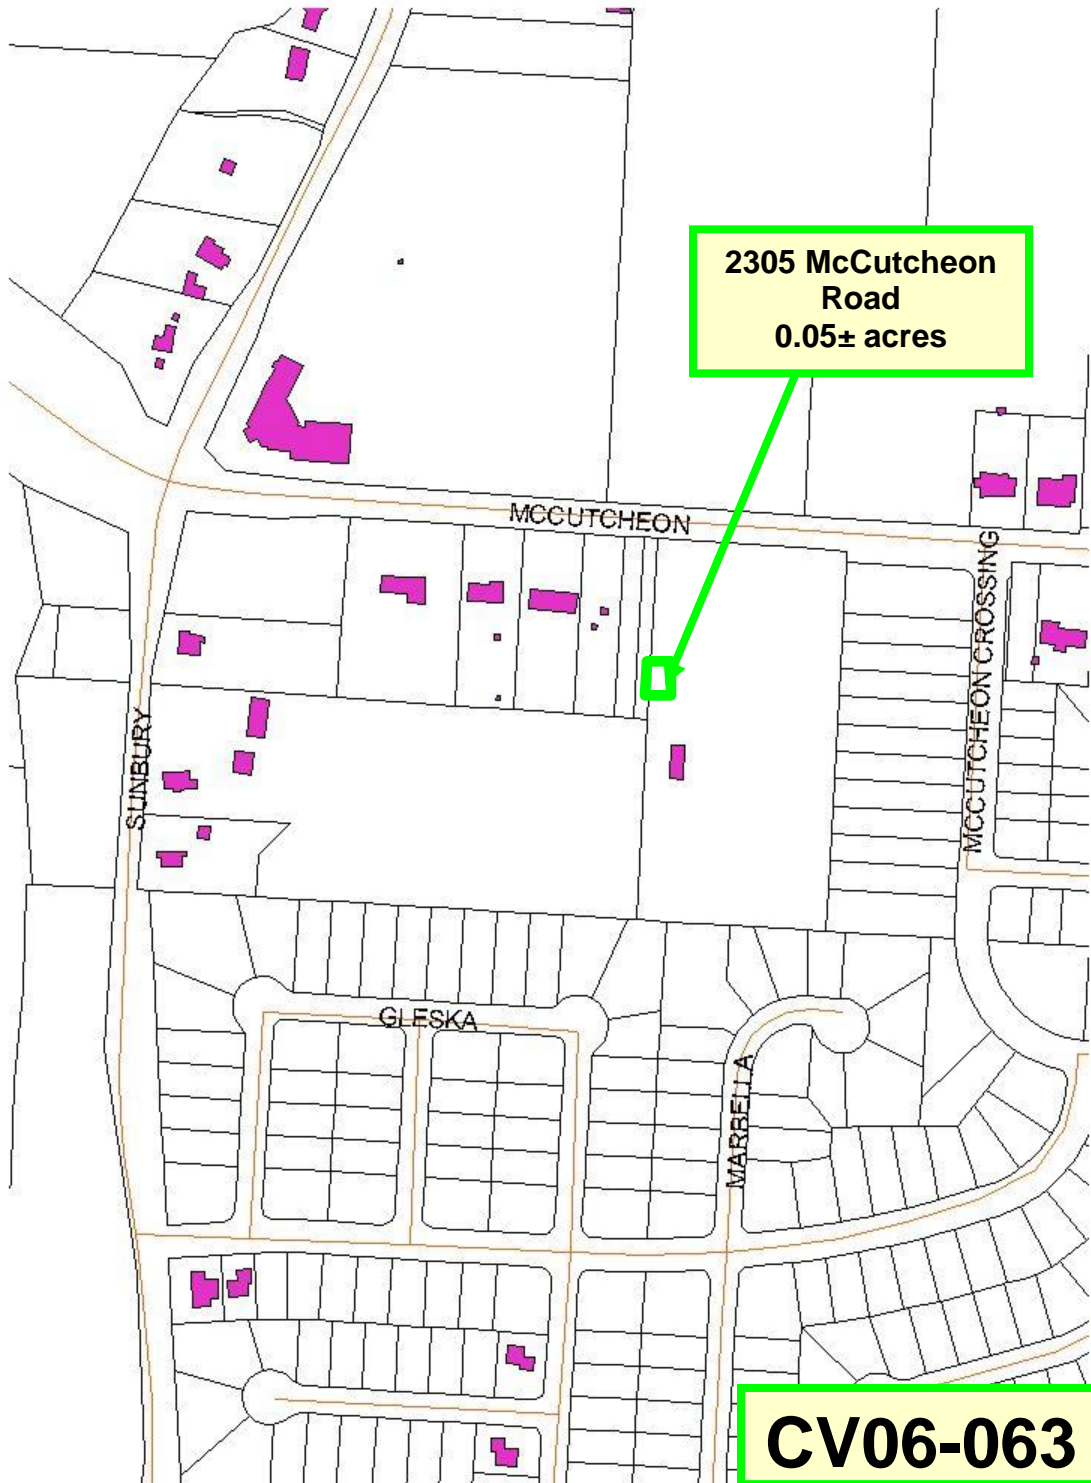 2305 McCutcheon
Road
0.05± acres
MCCUTCHEON
MCCUTCHEON CROSSING
SUNBURY
GLESKA
MARBELLA
CV06-063